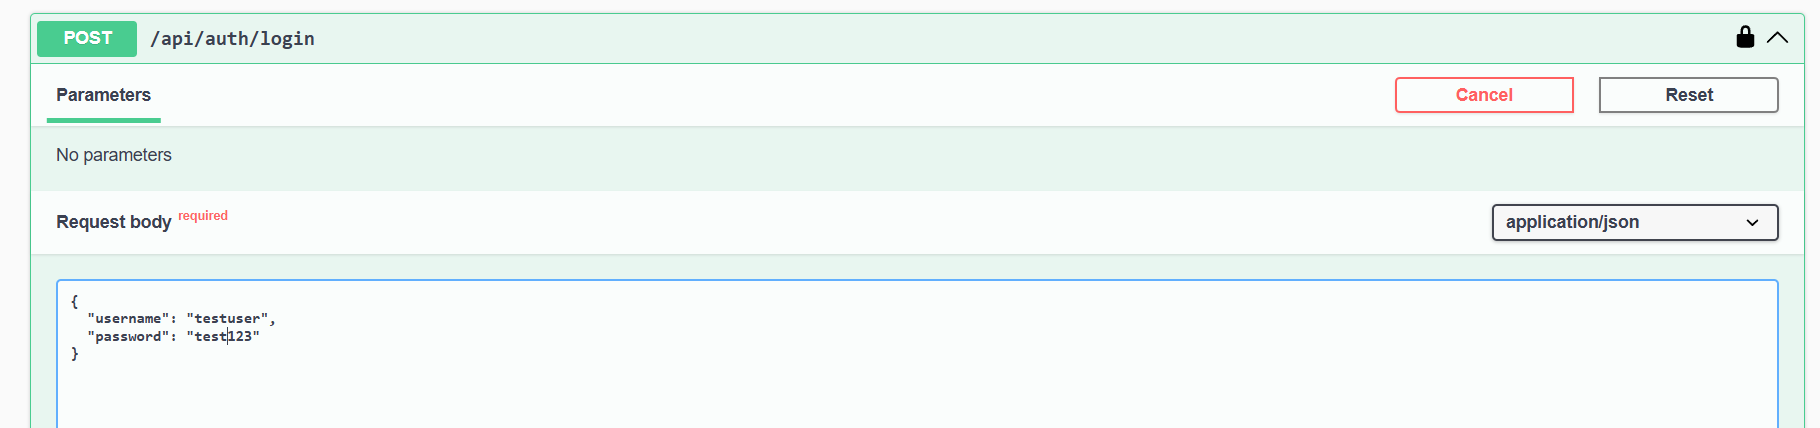 POST /api/auth/login
Parameters
Cancel
Reset
No parameters
Request body required
application/json
{
  "username": "testuser",
  "password": "test123"
}